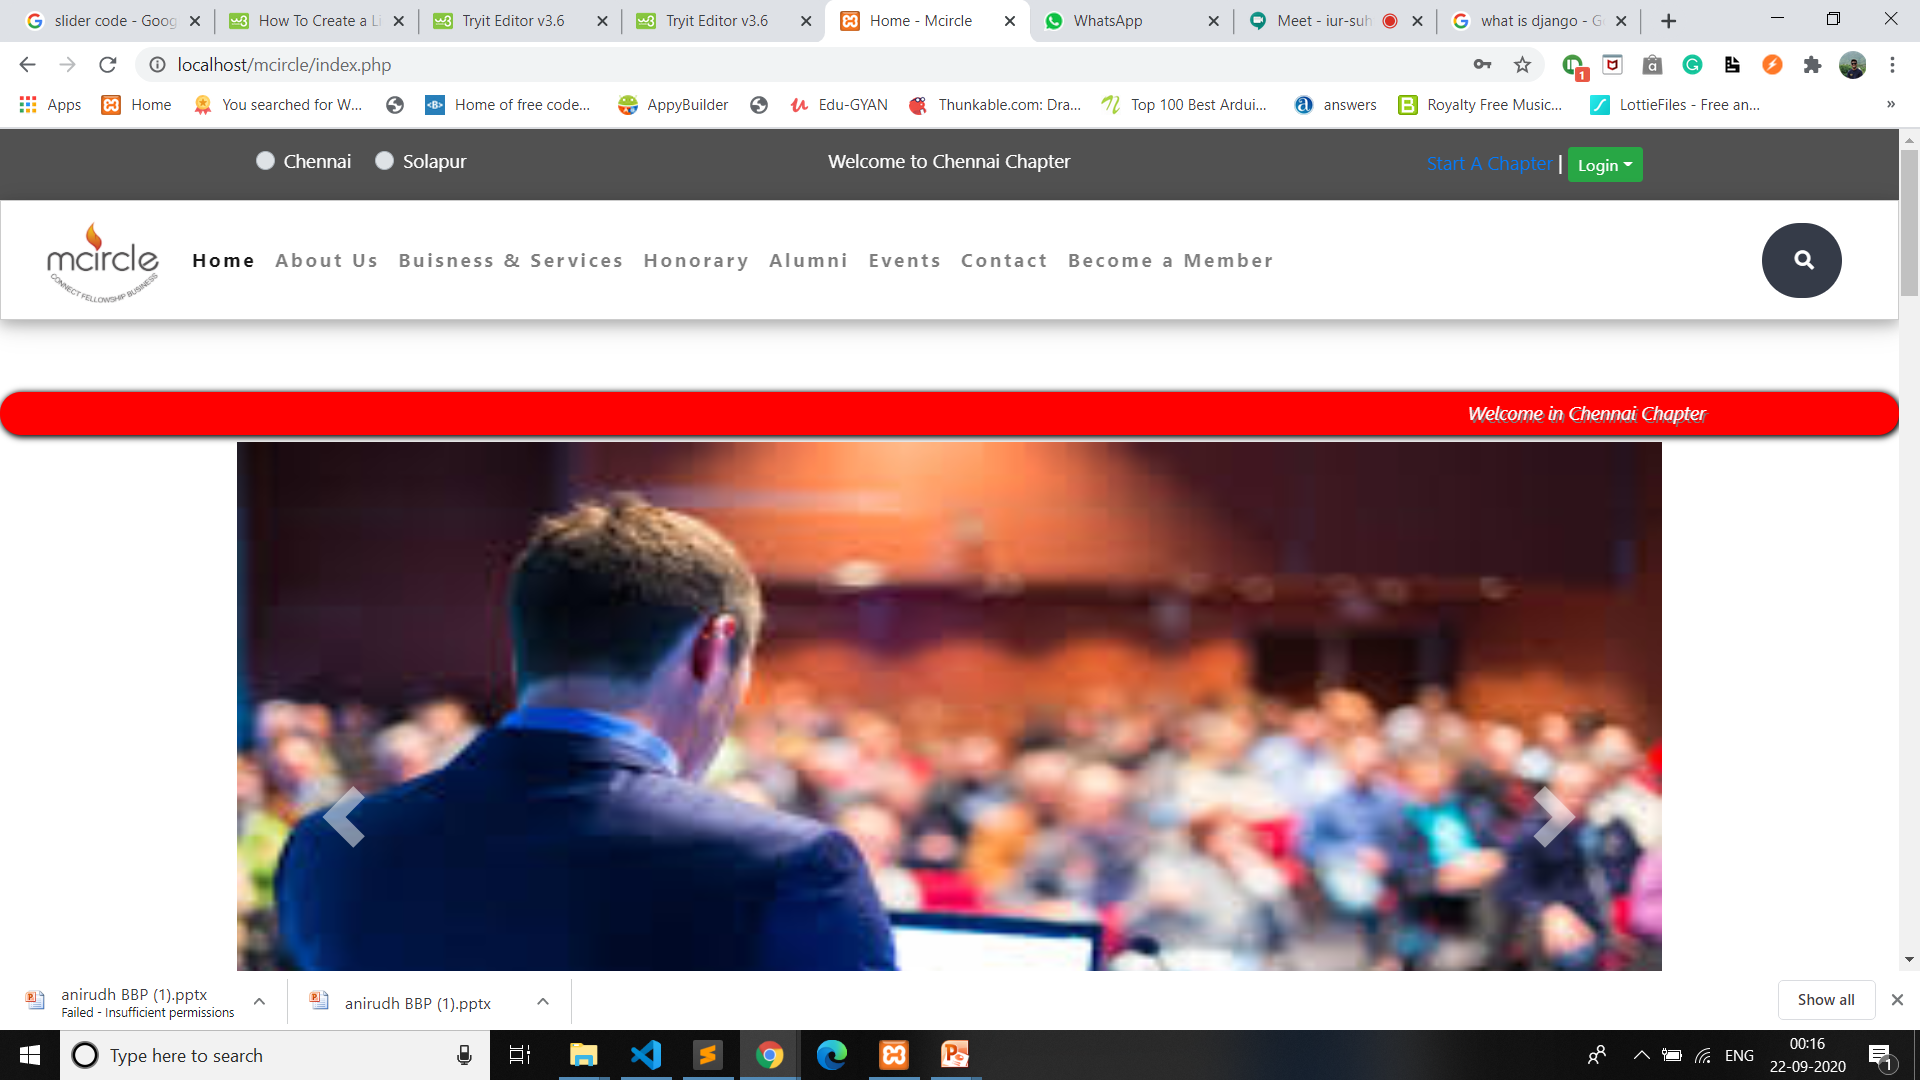 slider code - Goog
How To Create a Li
Tryit Editor v3.6
Tryit Editor v3.6
Home - Mcircle
WhatsApp
Meet - iur-suh
what is django - G
localhost/mcircle/index.php
1
Apps
Home
You searched for W...
Home of free code...
AppyBuilder
Edu-GYAN
Thunkable.com: Dra...
Top 100 Best Ardui...
answers
Royalty Free Music...
LottieFiles - Free an...
»
Chennai
Solapur
Welcome to Chennai Chapter
Start A Chapter | Login
mcircle
CONNECT FELLOWSHIP BUSINESS
Home
About Us
Buisness & Services
Honorary
Alumni
Events
Contact
Become a Member
Welcome in Chennai Chapter
anirudh BBP (1).pptx
Failed - Insufficient permissions
anirudh BBP (1).pptx
Show all
Type here to search
ENG
00:16
22-09-2020
1